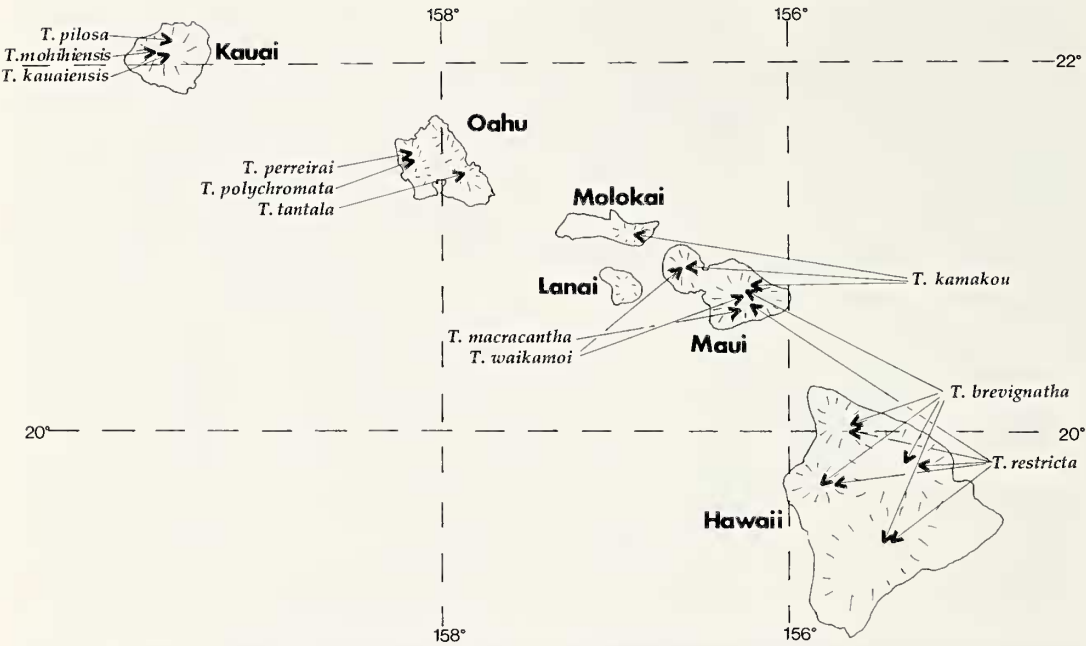 158°
156°
T. pilosa
T. mohihiensis
T. kauaiensis
Kauai
22°
Oahu
T. perreirai
T. polychromata
T. tantala
Molokai
Lanai
T. kamakou
T. macracantha
T. waikamoi
Maui
T. brevignatha
20°
20°
T. restricta
Hawaii
158°
156°